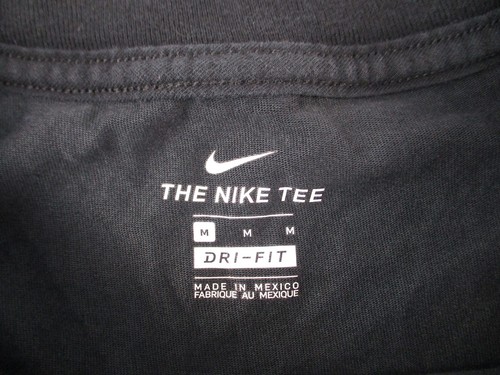 THE NIKE TEE
M M M
DRI-FIT
MADE IN MEXICO
FABRIQUE AU MEXIQUE